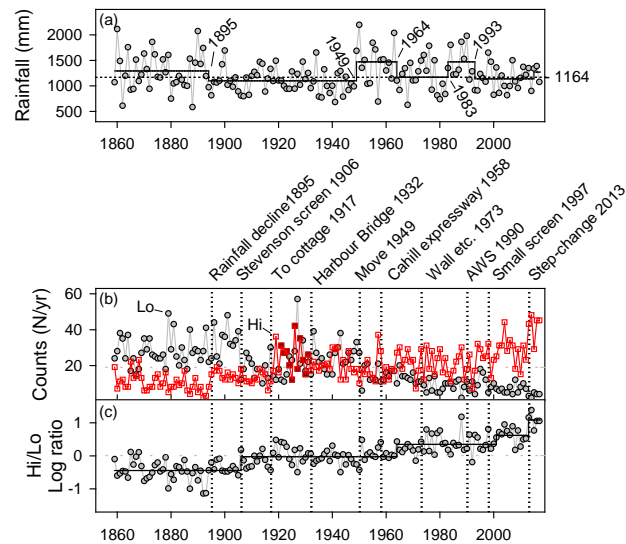 (a)
1895
1949
1964
1983
1993
1164
Rainfall (mm)
2000
1500
1000
500
1860 1880 1900 1920 1940 1960 1980 2000
Rainfall decline1895
Stevenson screen 1906
To cottage 1917
Harbour Bridge 1932
Move 1949
Cahill expressway 1958
Wall etc. 1973
AWS 1990
Small screen 1997
Step-change 2013
(b)
Lo
Hi
Counts (N/yr)
60
40
20
(c)
Hi/Lo
Log ratio
1
0
-1
1860 1880 1900 1920 1940 1960 1980 2000